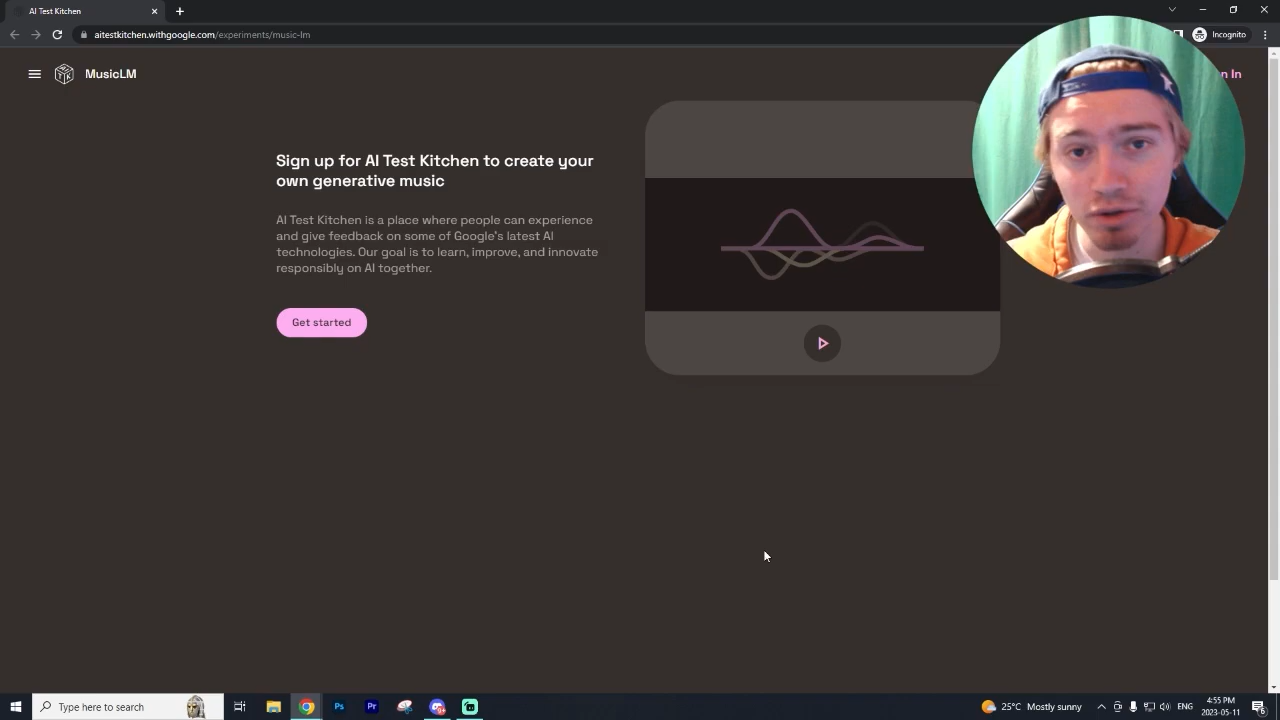 AI Test Kitchen
aitestkitchen.withgoogle.com/experiments/music-lm
Incognito
MusicLM
n In
Sign up for AI Test Kitchen to create your
own generative music
AI Test Kitchen is a place where people can experience
and give feedback on some of Google's latest AI
technologies. Our goal is to learn, improve, and innovate
responsibly on AI together.
Get started
Type here to search
Ps
Pr
25°C Mostly sunny
ENG
4:55 PM
2023-05-11
6